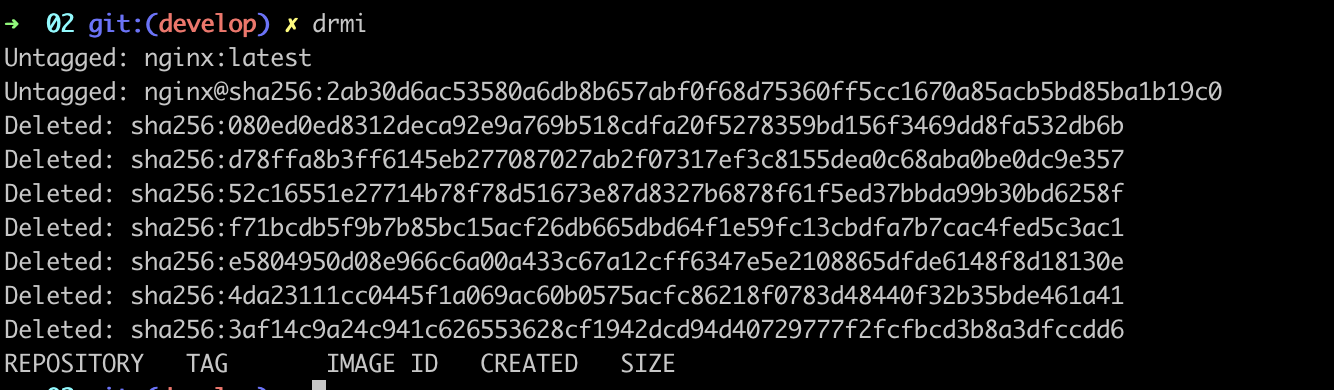 ➜ 02 git:(develop) ✗ drmi
Untagged: nginx:latest
Untagged: nginx@sha256:2ab30d6ac53580a6db8b657abf0f68d75360ff5cc1670a85acb5bd85ba1b19c0
Deleted: sha256:080ed0ed8312deca92e9a769b518cdfa20f5278359bd156f3469dd8fa532db6b
Deleted: sha256:d78ffa8b3ff6145eb277087027ab2f07317ef3c8155dea0c68aba0be0dc9e357
Deleted: sha256:52c16551e27714b78f78d51673e87d8327b6878f61f5ed37bbda99b30bd6258f
Deleted: sha256:f71bcdb5f9b7b85bc15acf26db665dbd64f1e59fc13cbdfa7b7cac4fed5c3ac1
Deleted: sha256:e5804950d08e966c6a00a433c67a12cff6347e5e2108865dfde6148f8d18130e
Deleted: sha256:4da23111cc0445f1a069ac60b0575acfc86218f0783d48440f32b35bde461a41
Deleted: sha256:3af14c9a24c941c626553628cf1942dcd94d40729777f2fcfbcd3b8a3dfccdd6
REPOSITORY TAG IMAGE ID CREATED SIZE
git:(develop)